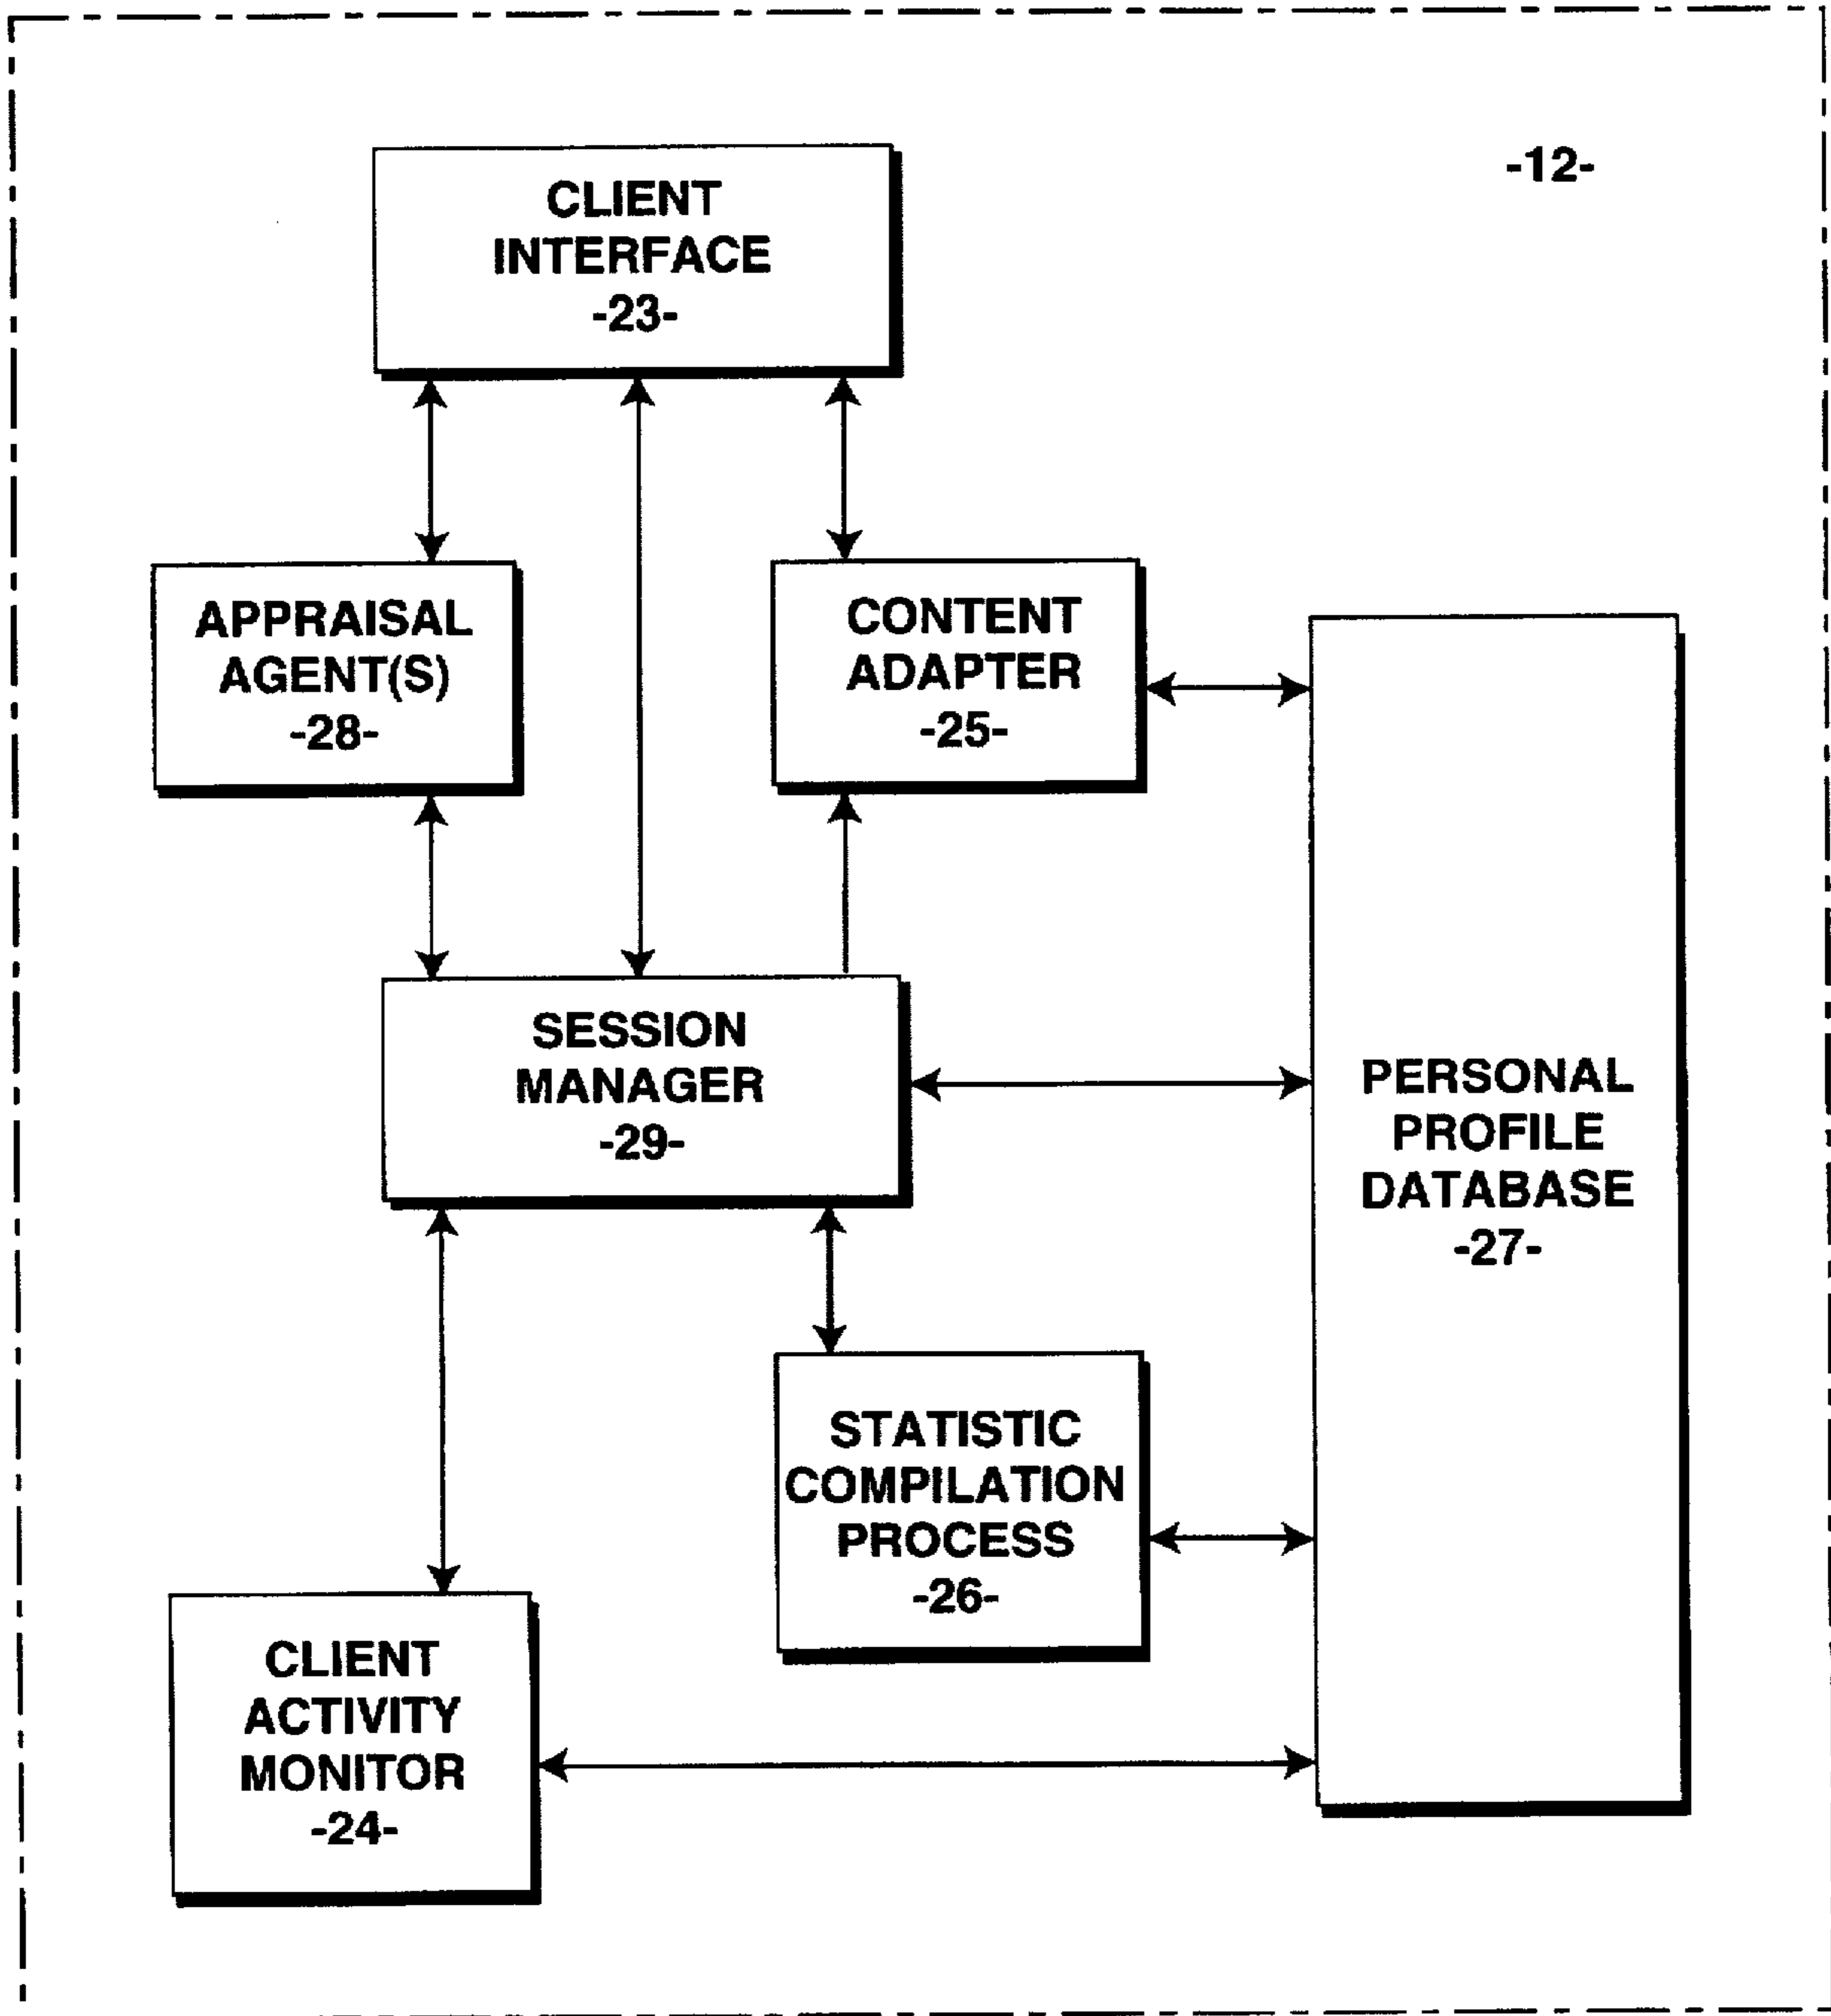 -12-
CLIENT
INTERFACE
-23-
APPRAISAL
AGENT(S)
-28-
CONTENT
ADAPTER
-25-
SESSION
MANAGER
-29-
PERSONAL
PROFILE
DATABASE
-27-
STATISTIC
COMPILATION
PROCESS
-26-
CLIENT
ACTIVITY
MONITOR
-24-